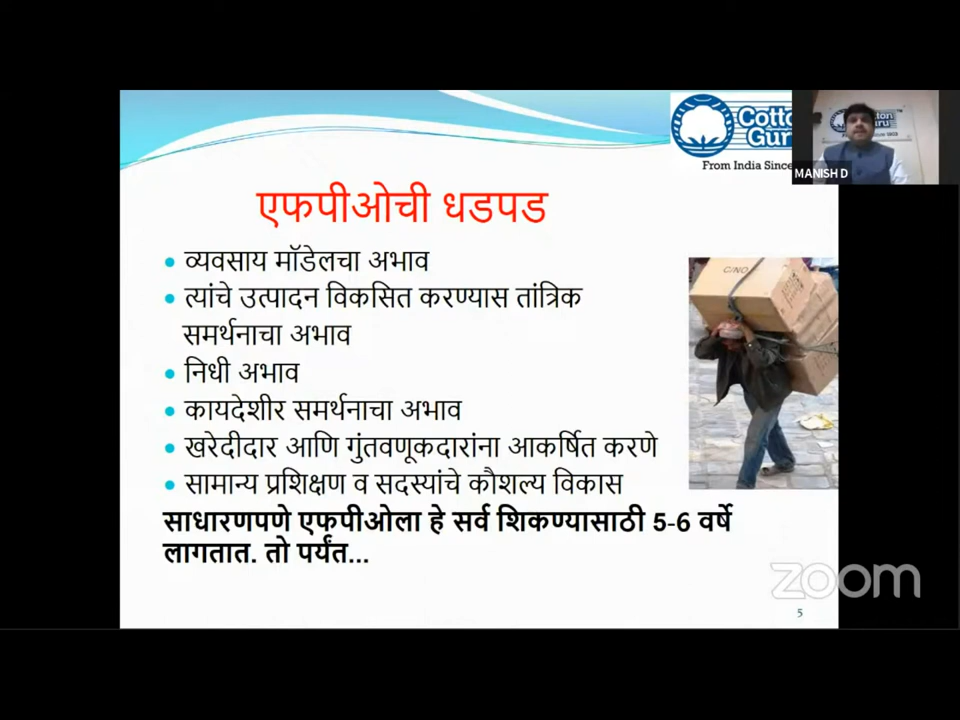 Cotton
Guru
From India Since
MANISH D
एफपीओची धडपड
व्यवसाय मॉडेलचा अभाव
त्यांचे उत्पादन विकसित करण्यास तांत्रिक
समर्थनाचा अभाव
निधी अभाव
कायदेशीर समर्थनाचा अभाव
खरेदीदार आणि गुंतवणूकदारांना आकर्षित करणे
सामान्य प्रशिक्षण व सदस्यांचे कौशल्य विकास
साधारणपणे एफपीओला हे सर्व शिकण्यासाठी 5-6 वर्षे
लागतात. तो पर्यंत...
C/NO
zoom
5